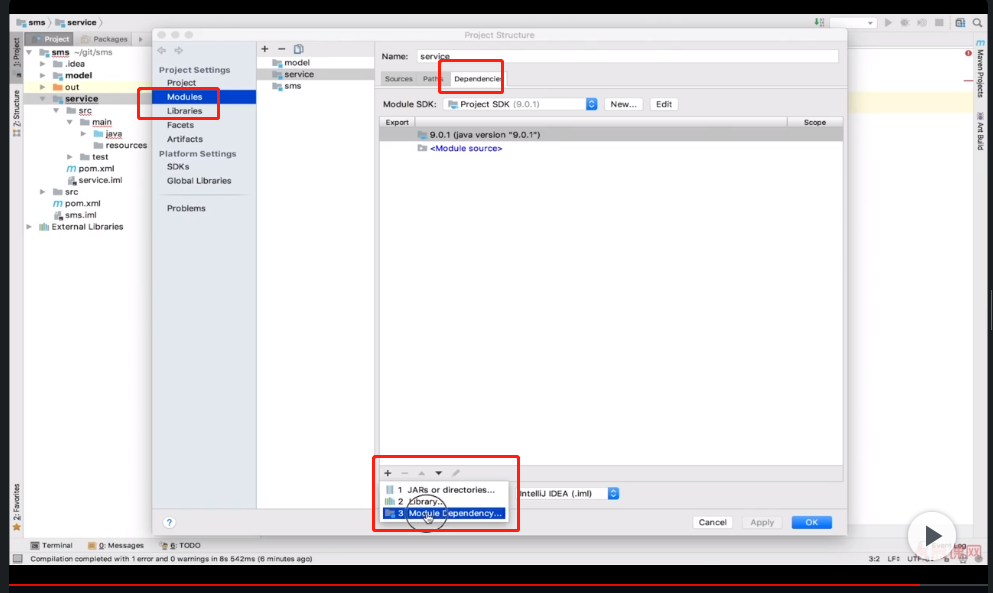 sms service
Project Structure
1: Project
Project Packages
sms ~/git/sms
.idea
model
out
service
src
main
java
resources
test
pom.xml
service.iml
src
pom.xml
sms.iml
External Libraries
2: Structure
2: Favorites
Project Settings
Project
Modules
Libraries
Facets
Artifacts
Platform Settings
SDKs
Global Libraries
Problems
model
service
sms
Name: service
Sources Paths Dependencies
Module SDK: Project SDK (9.0.1) New... Edit
Export Scope
9.0.1 (java version "9.0.1")
<Module source>
1 JARs or directories...
2 Library...
3 Module Dependency...
IntelliJ IDEA (.iml)
? Cancel Apply OK
Maven Projects
Ant Build
Terminal 0: Messages 6: TODO
Compilation completed with 1 error and 0 warnings in 8s 542ms (6 minutes ago)
3:2 LF÷